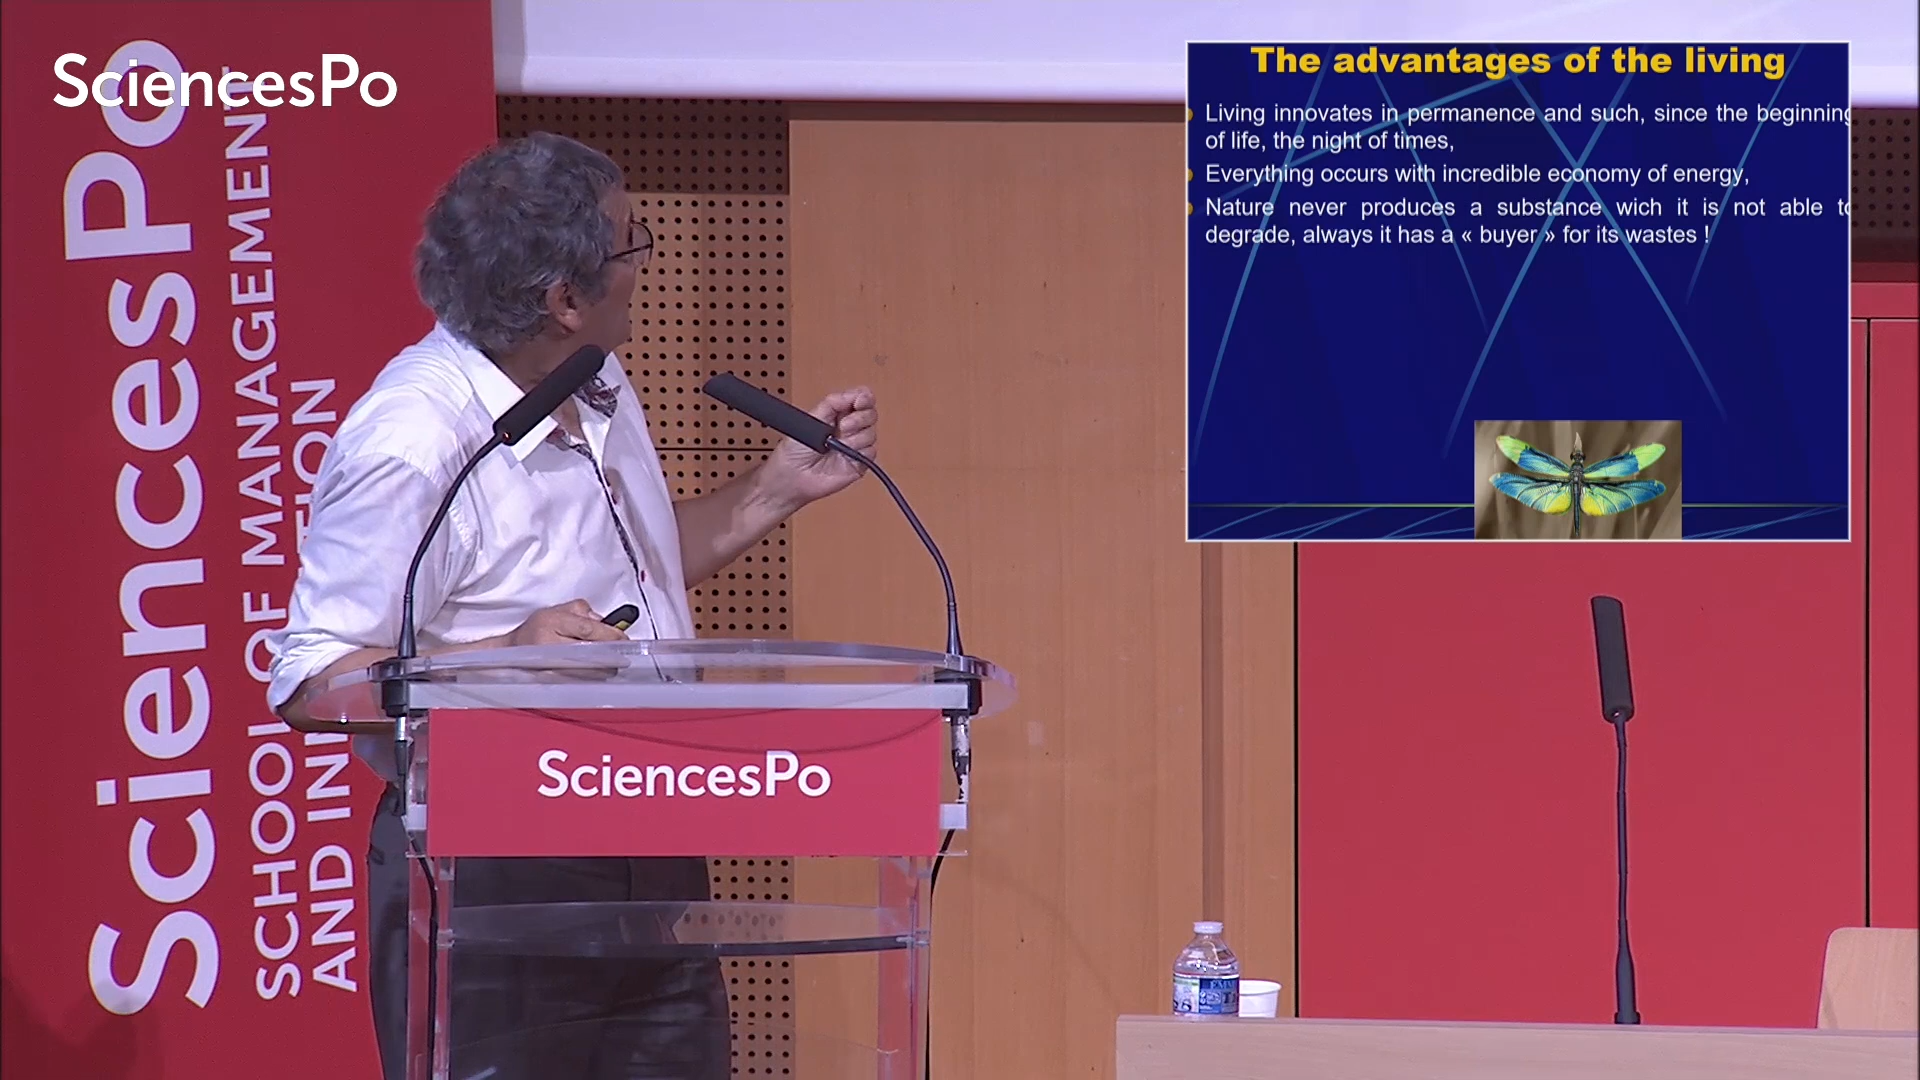 SciencesPo
SciencesPo
SCHOOL OF MANAGEMENT
AND
The advantages of the living
Living innovates in permanence and such, since the beginning
of life, the night of times,
Everything occurs with incredible economy of energy,
Nature never produces a substance wich it is not able to
degrade, always it has a « buyer » for its wastes !
SciencesPo